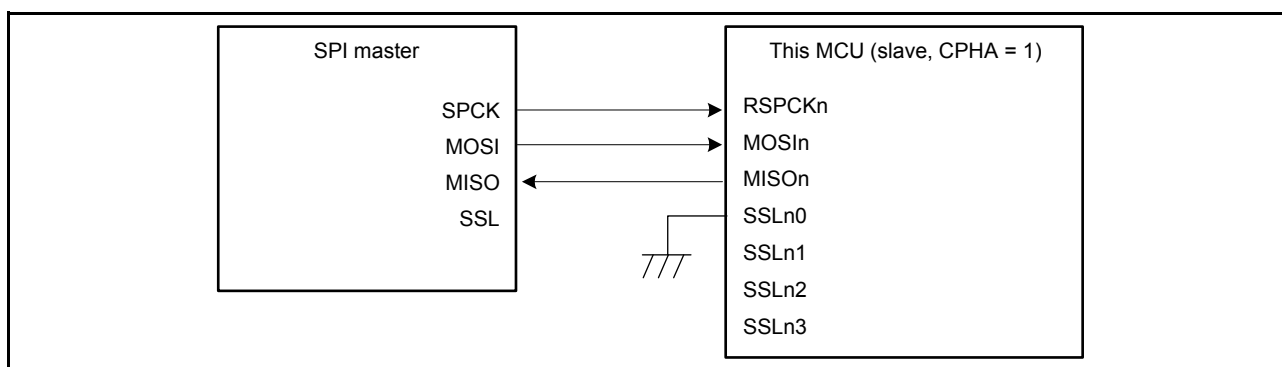 SPI master
SPCK
MOSI
MISO
SSL
This MCU (slave, CPHA = 1)
RSPCKn
MOSIn
MISOn
SSLn0
SSLn1
SSLn2
SSLn3